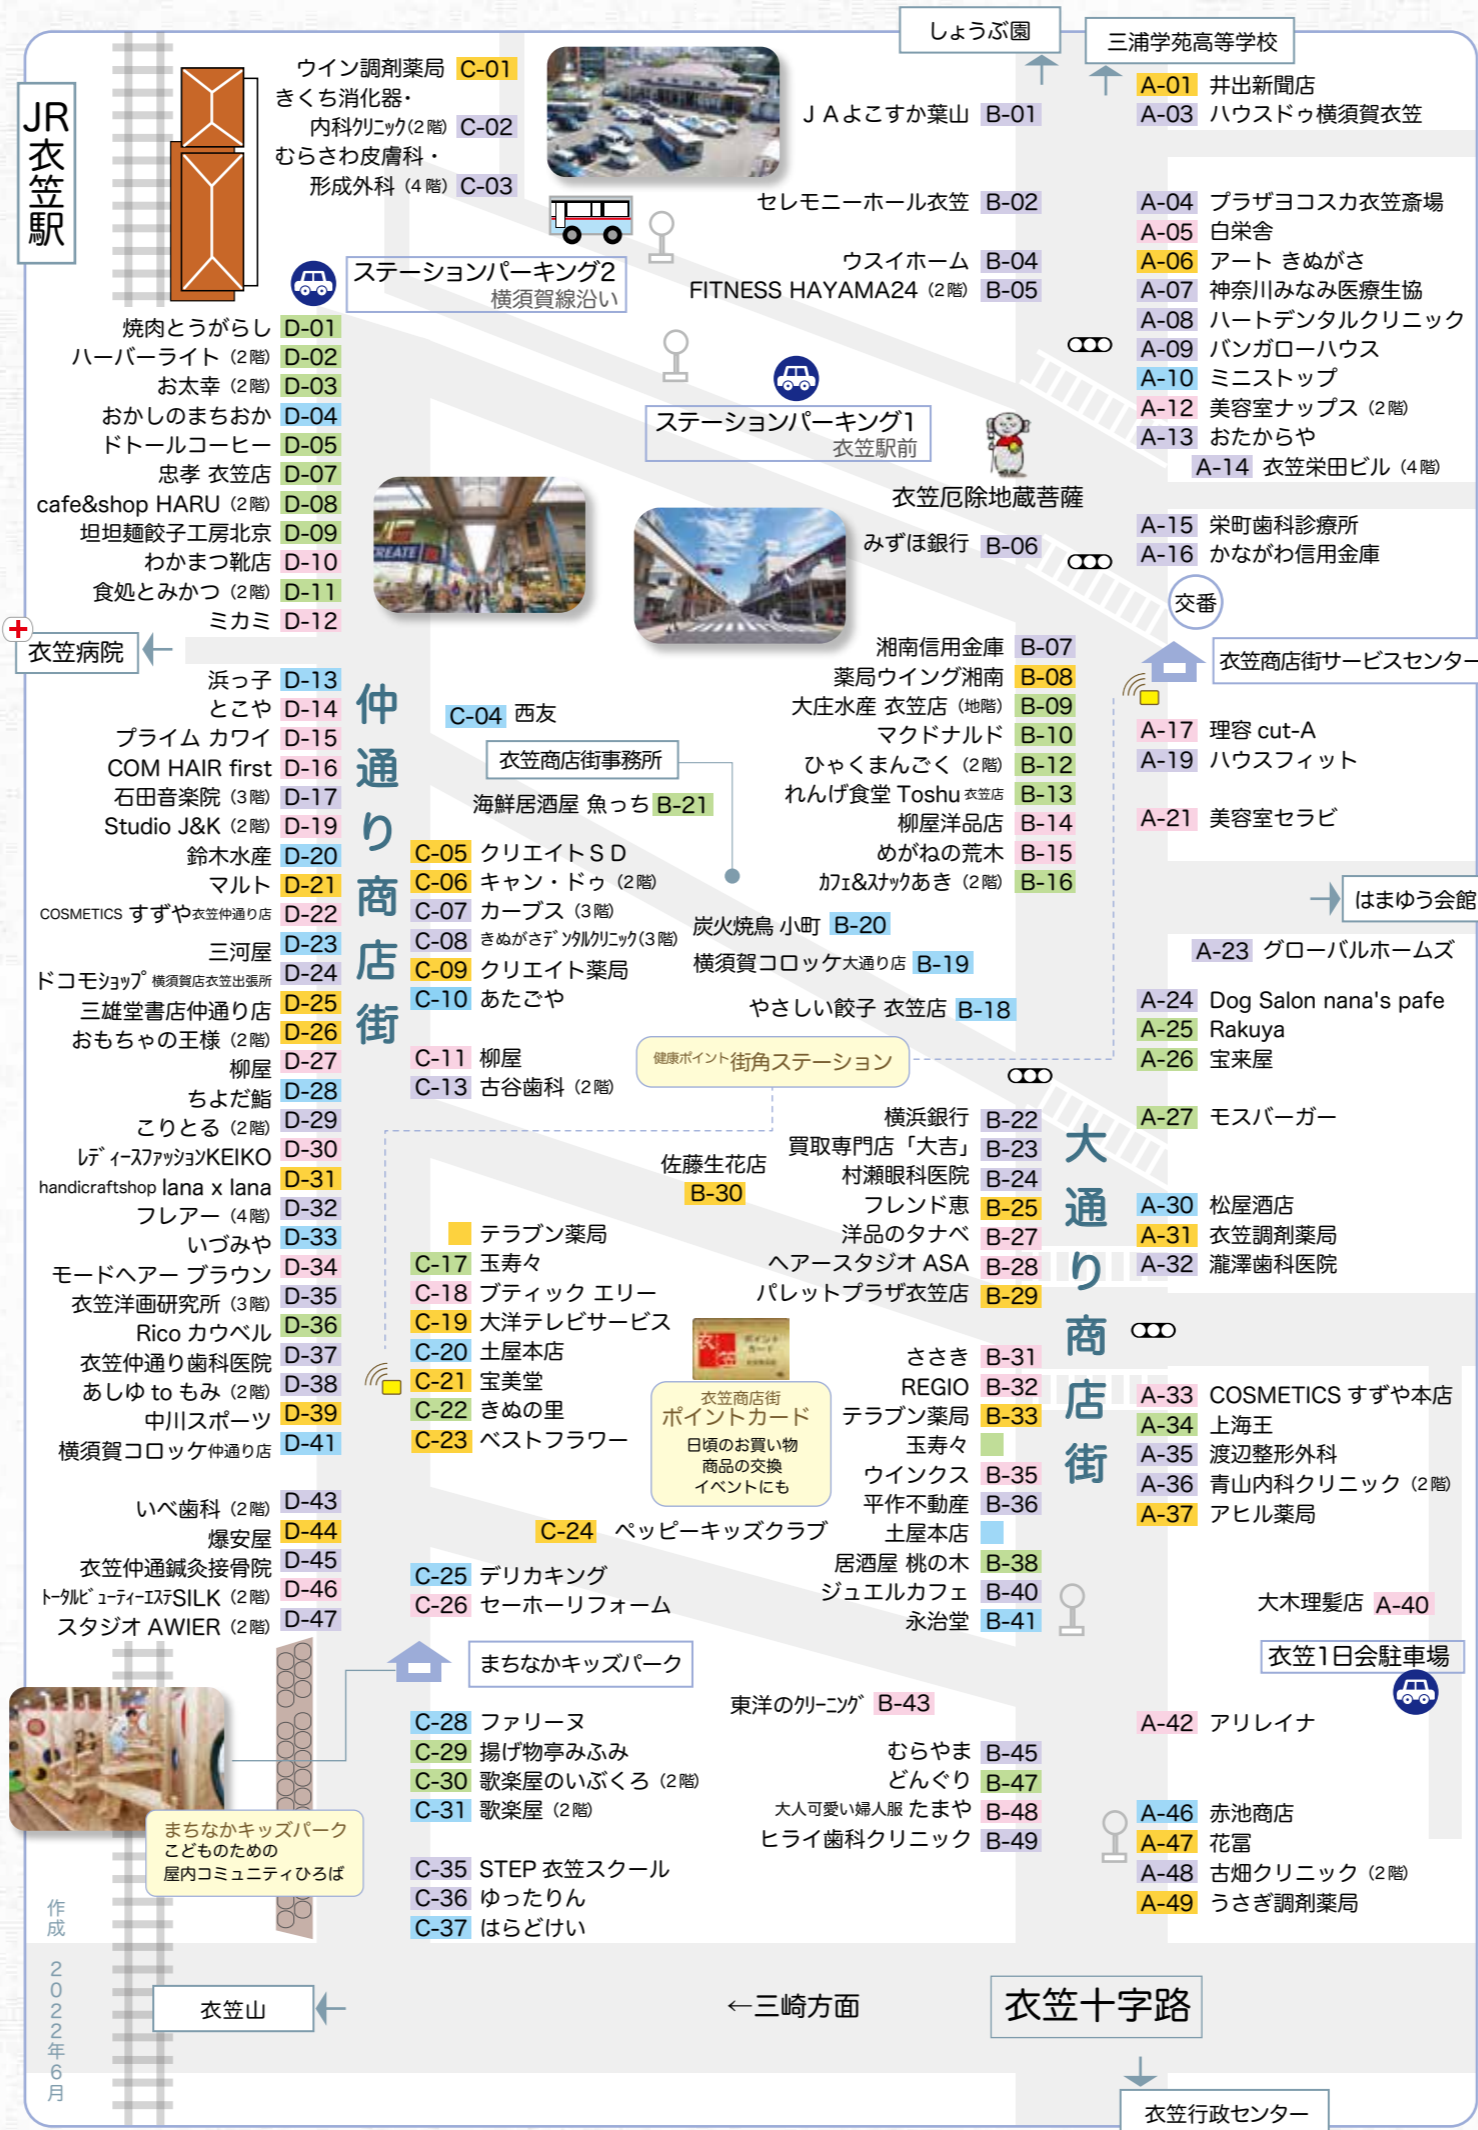 しょうぶ園
三浦学苑高等学校
JR衣笠駅
ウイン調剤薬局 C-01
きくち消化器・
内科クリニック(2階) C-02
むらさわ皮膚科・
形成外科(4階) C-03
ステーションパーキング2
横須賀線沿い
JAよこすか葉山 B-01
セレモニーホール衣笠 B-02
ウスイホーム B-04
FITNESS HAYAMA24(2階) B-05
ステーションパーキング1
衣笠駅前
衣笠厄除地蔵菩薩
みずほ銀行 B-06
A-01 井出新聞店
A-03 ハウスドゥ横須賀衣笠
A-04 プラザヨコスカ衣笠斎場
A-05 白栄舎
A-06 アート きぬがさ
A-07 神奈川みなみ医療生協
A-08 ハートデンタルクリニック
A-09 バンガローハウス
A-10 ミニストップ
A-12 美容室ナップス(2階)
A-13 おたからや
A-14 衣笠栄田ビル(4階)
A-15 栄町歯科診療所
A-16 かながわ信用金庫
交番
衣笠商店街サービスセンター
A-17 理容 cut-A
A-19 ハウスフィット
A-21 美容室セラビ
はまゆう会館
A-23 グローバルホームズ
A-24 Dog Salon nana's pafe
A-25 Rakuya
A-26 宝来屋
A-27 モスバーガー
A-30 松屋酒店
A-31 衣笠調剤薬局
A-32 瀧澤歯科医院
A-33 COSMETICS すずや本店
A-34 上海王
A-35 渡辺整形外科
A-36 青山内科クリニック(2階)
A-37 アヒル薬局
大木理髪店 A-40
衣笠1日会駐車場
A-42 アリレイナ
A-46 赤池商店
A-47 花冨
A-48 古畑クリニック(2階)
A-49 うさぎ調剤薬局
焼肉とうがらし D-01
ハーバーライト(2階) D-02
お太幸(2階) D-03
おかしのまちおか D-04
ドトールコーヒー D-05
忠孝 衣笠店 D-07
cafe&shop HARU(2階) D-08
坦坦麺餃子工房北京 D-09
わかまつ靴店 D-10
食処とみかつ(2階) D-11
ミカミ D-12
衣笠病院
浜っ子 D-13
とこや D-14
プライム カワイ D-15
COM HAIR first D-16
石田音楽院(3階) D-17
Studio J&K(2階) D-19
鈴木水産 D-20
マルト D-21
COSMETICS すずや衣笠仲通り店 D-22
三河屋 D-23
ドコモショップ 横須賀店衣笠出張所 D-24
三雄堂書店仲通り店 D-25
おもちゃの王様(2階) D-26
柳屋 D-27
ちよだ鮨 D-28
こりとる(2階) D-29
レディースファッションKEIKO D-30
handicraftshop lana x lana D-31
フレアー(4階) D-32
いづみや D-33
モードヘアー ブラウン D-34
衣笠洋画研究所(3階) D-35
Rico カウベル D-36
衣笠仲通り歯科医院 D-37
あしゆ to もみ(2階) D-38
中川スポーツ D-39
横須賀コロッケ仲通り店 D-41
いべ歯科(2階) D-43
爆安屋 D-44
衣笠仲通鍼灸接骨院 D-45
トータルビューティーエステSILK(2階) D-46
スタジオ AWIER(2階) D-47
仲通り商店街
CREATE
C-04 西友
衣笠商店街事務所
海鮮居酒屋 魚っち B-21
C-05 クリエイトSD
C-06 キャン・ドゥ(2階)
C-07 カーブス(3階)
C-08 きぬがさデンタルクリニック(3階)
C-09 クリエイト薬局
C-10 あたごや
C-11 柳屋
C-13 古谷歯科(2階)
湘南信用金庫 B-07
薬局ウイング湘南 B-08
大庄水産 衣笠店(地階) B-09
マクドナルド B-10
ひゃくまんごく(2階) B-12
れんげ食堂 Toshu 衣笠店 B-13
柳屋洋品店 B-14
めがねの荒木 B-15
カフェ&スナックあき(2階) B-16
炭火焼鳥 小町 B-20
横須賀コロッケ大通り店 B-19
やさしい餃子 衣笠店 B-18
健康ポイント街角ステーション
横浜銀行 B-22
買取専門店「大吉」 B-23
村瀬眼科医院 B-24
フレンド恵 B-25
洋品のタナベ B-27
ヘアースタジオ ASA B-28
パレットプラザ衣笠店 B-29
佐藤生花店
B-30
大通り商店街
テラブン薬局
C-17 玉寿々
C-18 ブティック エリー
C-19 大洋テレビサービス
C-20 土屋本店
C-21 宝美堂
C-22 きぬの里
C-23 ベストフラワー
衣笠
ポイント
カード
衣笠商店街
ポイントカード
日頃のお買い物
商品の交換
イベントにも
ささき B-31
REGIO B-32
テラブン薬局 B-33
玉寿々
ウインクス B-35
平作不動産 B-36
土屋本店
居酒屋 桃の木 B-38
ジュエルカフェ B-40
永治堂 B-41
C-24 ペッピーキッズクラブ
C-25 デリカキング
C-26 セーホーリフォーム
まちなかキッズパーク
東洋のクリーニング B-43
C-28 ファリーヌ
C-29 揚げ物亭みふみ
C-30 歌楽屋のいぶくろ(2階)
C-31 歌楽屋(2階)
C-35 STEP 衣笠スクール
C-36 ゆったりん
C-37 はらどけい
むらやま B-45
どんぐり B-47
大人可愛い婦人服 たまや B-48
ヒライ歯科クリニック B-49
まちなかキッズパーク
こどものための
屋内コミュニティひろば
作成 2022年6月
衣笠山
←三崎方面
衣笠十字路
衣笠行政センター